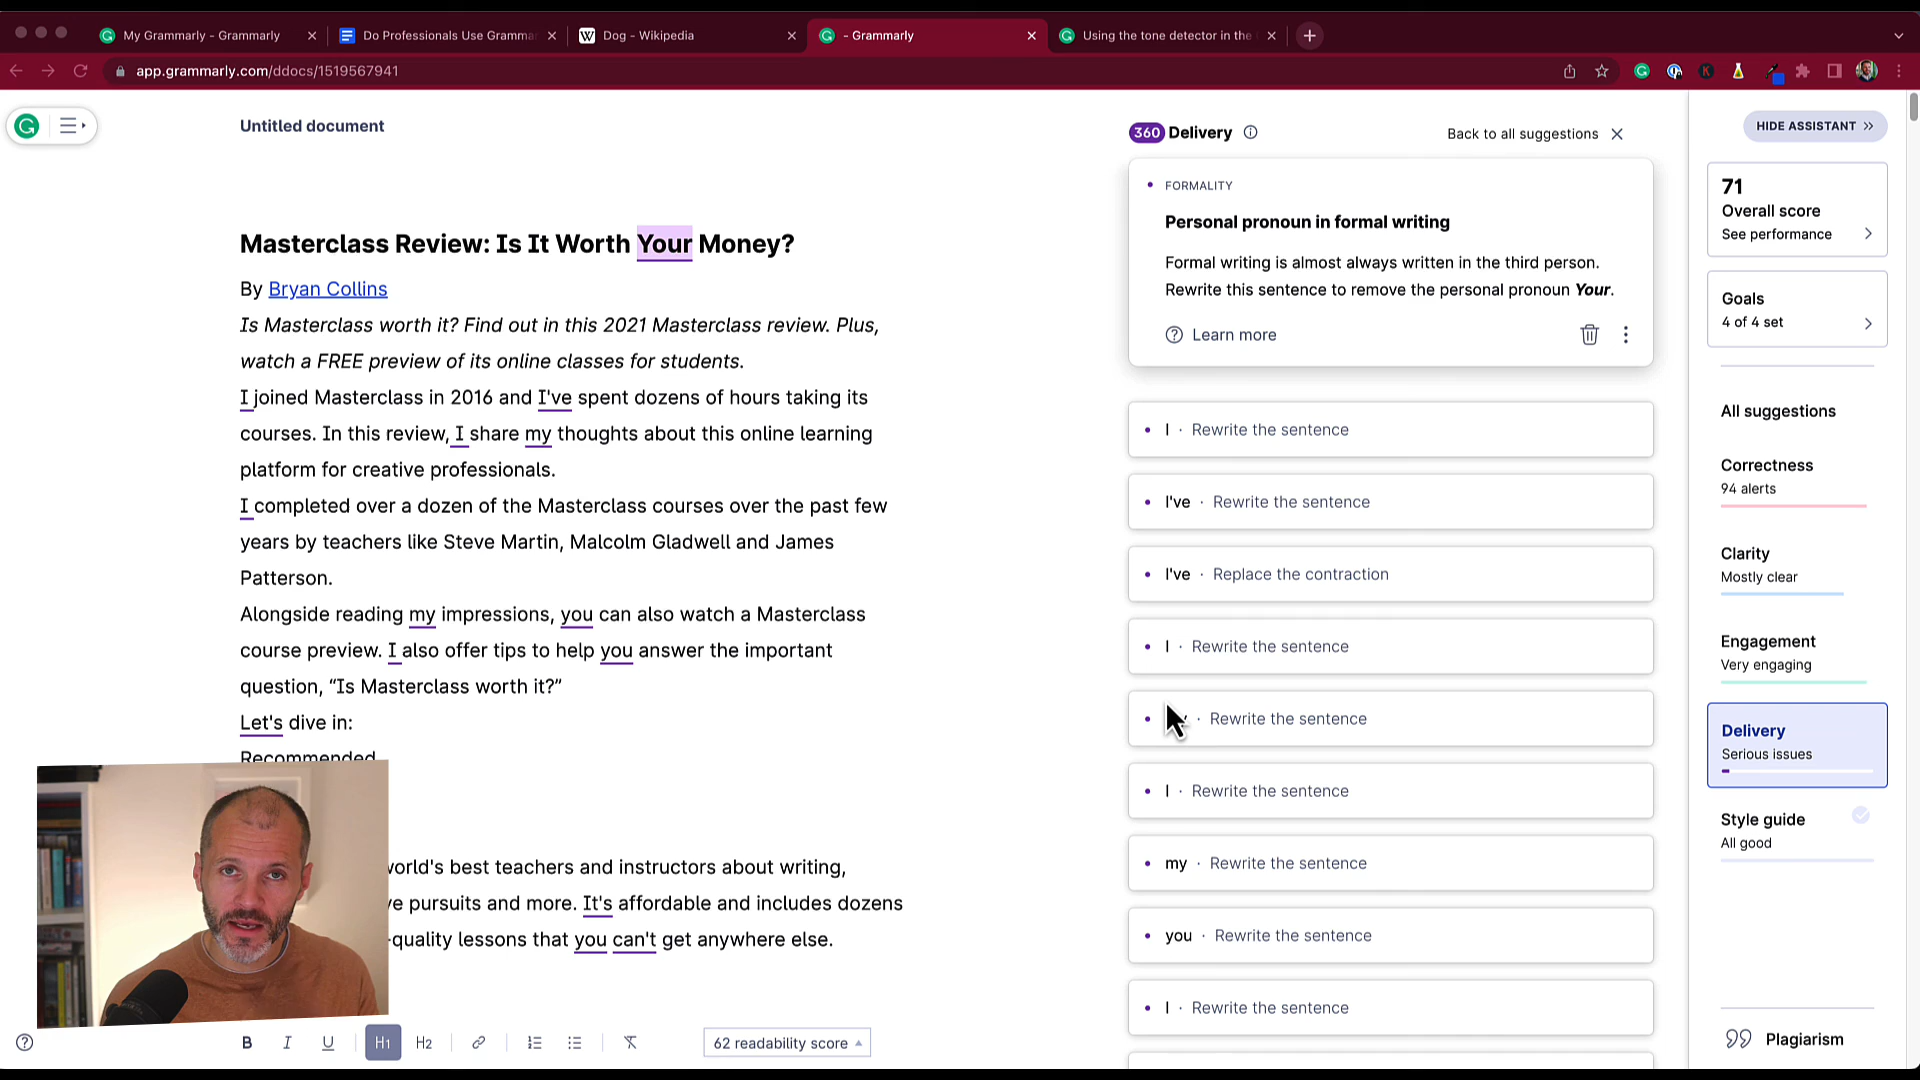 My Grammarly - Grammarly
Do Professionals Use Gramma
Dog - Wikipedia
- Grammarly
Using the tone detector in the
app.grammarly.com/ddocs/1519567941
Untitled document
Masterclass Review: Is It Worth Your Money?
By Bryan Collins
Is Masterclass worth it? Find out in this 2021 Masterclass review. Plus,
watch a FREE preview of its online classes for students.
I joined Masterclass in 2016 and I've spent dozens of hours taking its
courses. In this review, I share my thoughts about this online learning
platform for creative professionals.
I completed over a dozen of the Masterclass courses over the past few
years by teachers like Steve Martin, Malcolm Gladwell and James
Patterson.
Alongside reading my impressions, you can also watch a Masterclass
course preview. I also offer tips to help you answer the important
question, “Is Masterclass worth it?”
Let's dive in:
Recommended
world's best teachers and instructors about writing,
ve pursuits and more. It's affordable and includes dozens
-quality lessons that you can't get anywhere else.
B I U H1 H2
62 readability score
360 Delivery
Back to all suggestions
FORMALITY
Personal pronoun in formal writing
Formal writing is almost always written in the third person.
Rewrite this sentence to remove the personal pronoun Your.
Learn more
I · Rewrite the sentence
I've · Rewrite the sentence
I've · Replace the contraction
I · Rewrite the sentence
· Rewrite the sentence
I · Rewrite the sentence
my · Rewrite the sentence
you · Rewrite the sentence
I · Rewrite the sentence
HIDE ASSISTANT
71
Overall score
See performance
Goals
4 of 4 set
All suggestions
Correctness
94 alerts
Clarity
Mostly clear
Engagement
Very engaging
Delivery
Serious issues
Style guide
All good
Plagiarism